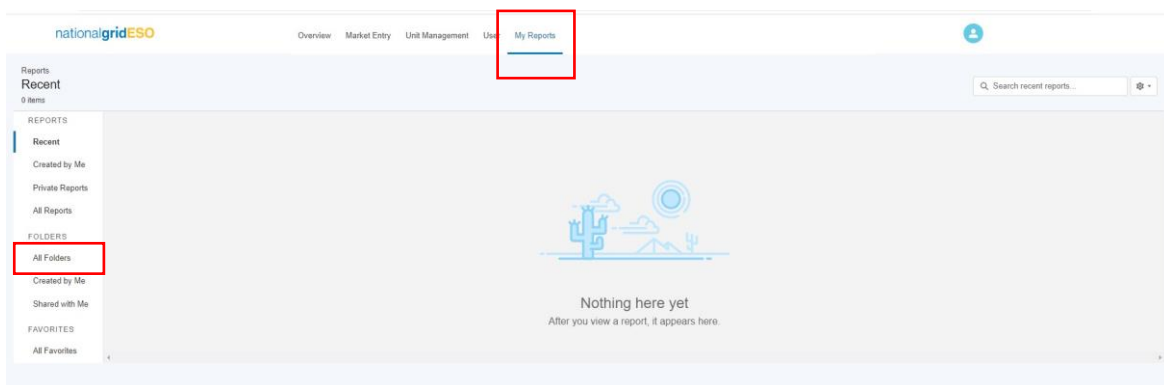 nationalgridESO
Overview Market Entry Unit Management User My Reports
Reports
Recent
0 items
Search recent reports...
REPORTS
Recent
Created by Me
Private Reports
All Reports
FOLDERS
All Folders
Created by Me
Shared with Me
FAVORITES
All Favorites
Nothing here yet
After you view a report, it appears here.